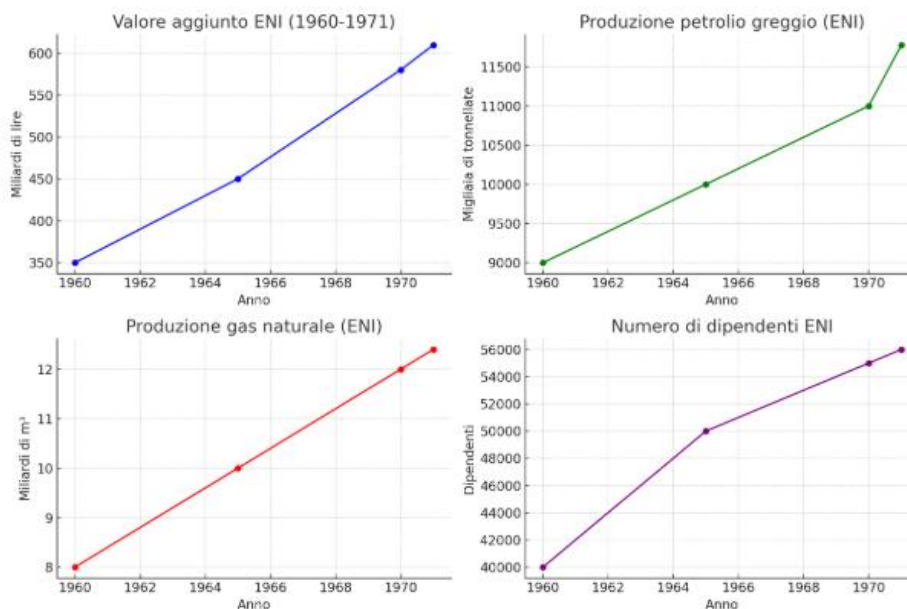 Valore aggiunto ENI (1960-1971)
Miliardi di lire
600
550
500
450
400
350
1960 1962 1964 1966 1968 1970
Anno
Produzione petrolio greggio (ENI)
Migliaia di tonnellate
11500
11000
10500
10000
9500
9000
1960 1962 1964 1966 1968 1970
Anno
Produzione gas naturale (ENI)
Miliardi di m³
12
11
10
9
8
1960 1962 1964 1966 1968 1970
Anno
Numero di dipendenti ENI
Dipendenti
56000
54000
52000
50000
48000
46000
44000
42000
40000
1960 1962 1964 1966 1968 1970
Anno